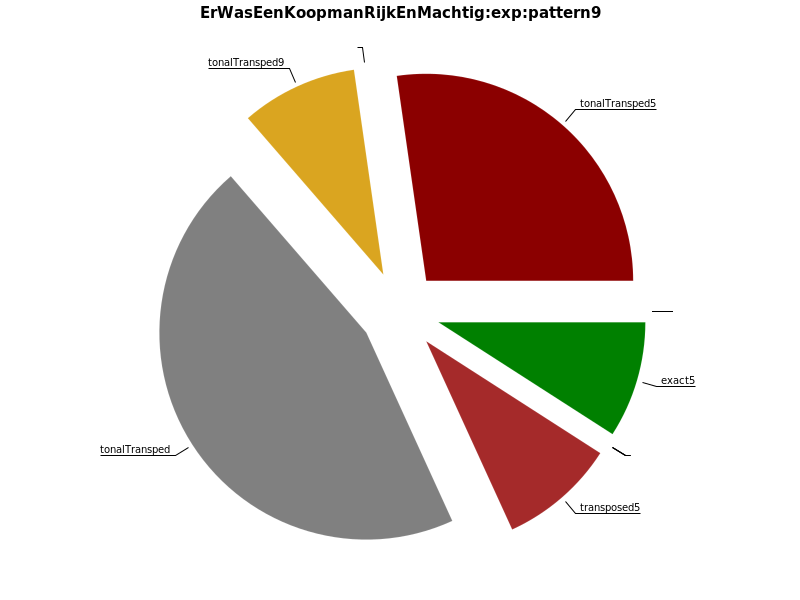 ErWasEenKoopmanRijkEnMachtig:exp:pattern9
tonalTransped9
tonalTransped5
exact5
tonalTransped
transposed5